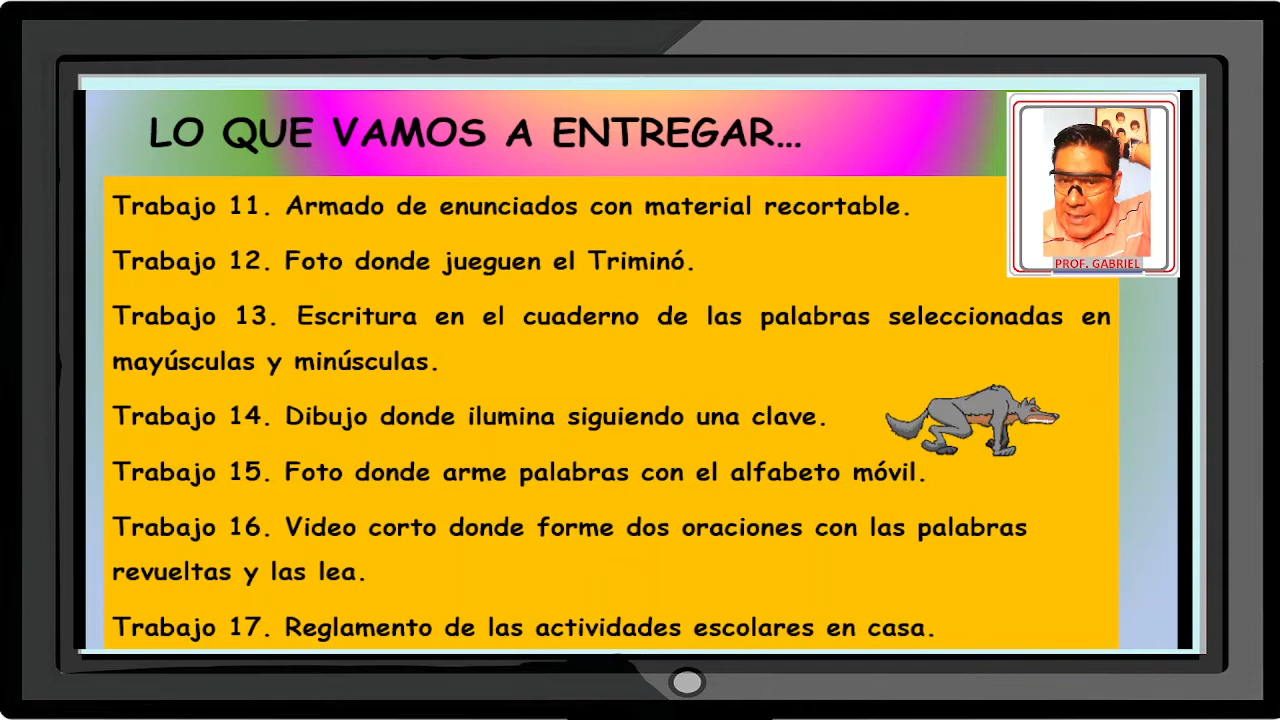 LO QUE VAMOS A ENTREGAR...
PROF. GABRIEL
Trabajo 11. Armado de enunciados con material recortable.
Trabajo 12. Foto donde jueguen el Triminó.
Trabajo 13. Escritura en el cuaderno de las palabras seleccionadas en
mayúsculas y minúsculas.
Trabajo 14. Dibujo donde ilumina siguiendo una clave.
Trabajo 15. Foto donde arme palabras con el alfabeto móvil.
Trabajo 16. Video corto donde forme dos oraciones con las palabras
revueltas y las lea.
Trabajo 17. Reglamento de las actividades escolares en casa.